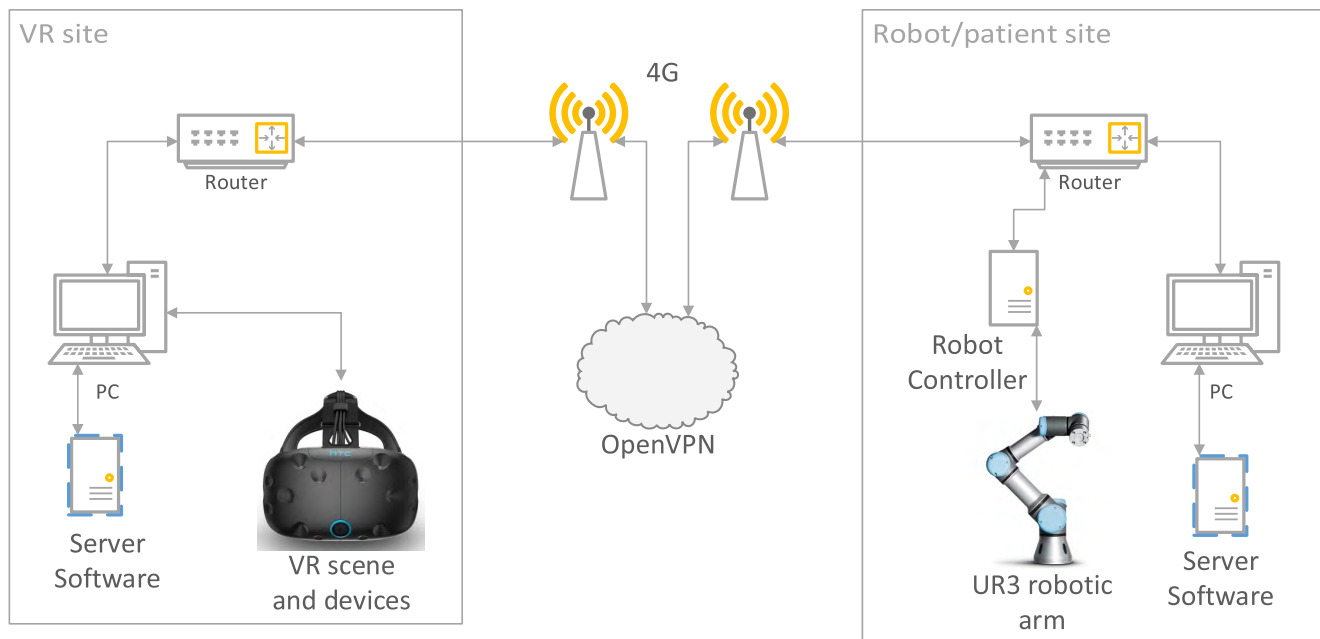 VR site
Robot/patient site
4G
Router
Router
PC
Robot
Controller
PC
OpenVPN
HTC
Server
Software
VR scene
and devices
UR3 robotic
arm
Server
Software